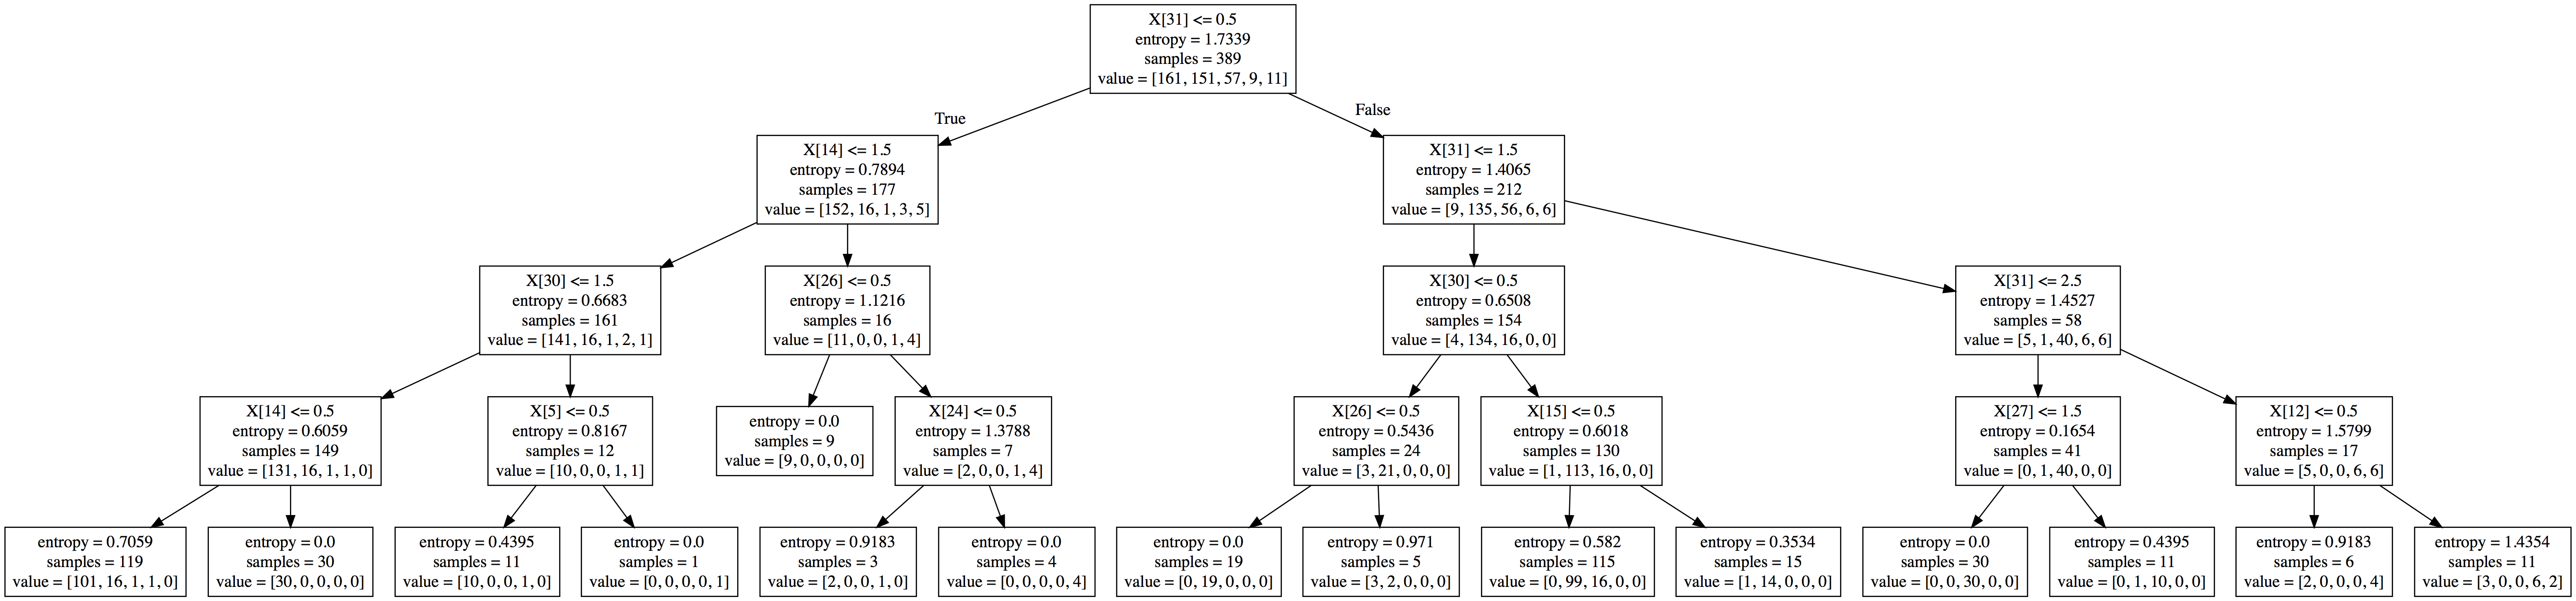 X[31] <= 0.5
entropy = 1.7339
samples = 389
value = [161, 151, 57, 9, 11]
True
False
X[14] <= 1.5
entropy = 0.7894
samples = 177
value = [152, 16, 1, 3, 5]
X[31] <= 1.5
entropy = 1.4065
samples = 212
value = [9, 135, 56, 6, 6]
X[30] <= 1.5
entropy = 0.6683
samples = 161
value = [141, 16, 1, 2, 1]
X[26] <= 0.5
entropy = 1.1216
samples = 16
value = [11, 0, 0, 1, 4]
X[30] <= 0.5
entropy = 0.6508
samples = 154
value = [4, 134, 16, 0, 0]
X[31] <= 2.5
entropy = 1.4527
samples = 58
value = [5, 1, 40, 6, 6]
X[14] <= 0.5
entropy = 0.6059
samples = 149
value = [131, 16, 1, 1, 0]
X[5] <= 0.5
entropy = 0.8167
samples = 12
value = [10, 0, 0, 1, 1]
entropy = 0.0
samples = 9
value = [9, 0, 0, 0, 0]
X[24] <= 0.5
entropy = 1.3788
samples = 7
value = [2, 0, 0, 1, 4]
X[26] <= 0.5
entropy = 0.5436
samples = 24
value = [3, 21, 0, 0, 0]
X[15] <= 0.5
entropy = 0.6018
samples = 130
value = [1, 113, 16, 0, 0]
X[27] <= 1.5
entropy = 0.1654
samples = 41
value = [0, 1, 40, 0, 0]
X[12] <= 0.5
entropy = 1.5799
samples = 17
value = [5, 0, 0, 6, 6]
entropy = 0.7059
samples = 119
value = [101, 16, 1, 1, 0]
entropy = 0.0
samples = 30
value = [30, 0, 0, 0, 0]
entropy = 0.4395
samples = 11
value = [10, 0, 0, 1, 0]
entropy = 0.0
samples = 1
value = [0, 0, 0, 0, 1]
entropy = 0.9183
samples = 3
value = [2, 0, 0, 1, 0]
entropy = 0.0
samples = 4
value = [0, 0, 0, 0, 4]
entropy = 0.0
samples = 19
value = [0, 19, 0, 0, 0]
entropy = 0.971
samples = 5
value = [3, 2, 0, 0, 0]
entropy = 0.582
samples = 115
value = [0, 99, 16, 0, 0]
entropy = 0.3534
samples = 15
value = [1, 14, 0, 0, 0]
entropy = 0.0
samples = 30
value = [0, 0, 30, 0, 0]
entropy = 0.4395
samples = 11
value = [0, 1, 10, 0, 0]
entropy = 0.9183
samples = 6
value = [2, 0, 0, 0, 4]
entropy = 1.4354
samples = 11
value = [3, 0, 0, 6, 2]